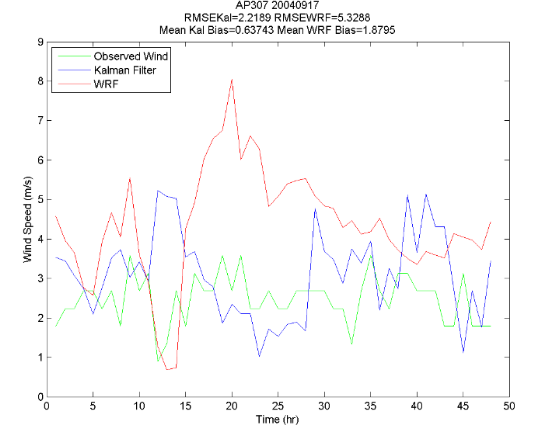 AP307 20040917
RMSEKal=2.2189 RMSEWRF=5.3288
Mean Kal Bias=0.63743 Mean WRF Bias=1.8795
Observed Wind
Kalman Filter
WRF
Wind Speed (m/s)
9
8
7
6
5
4
3
2
1
0
0 5 10 15 20 25 30 35 40 45 50
Time (hr)